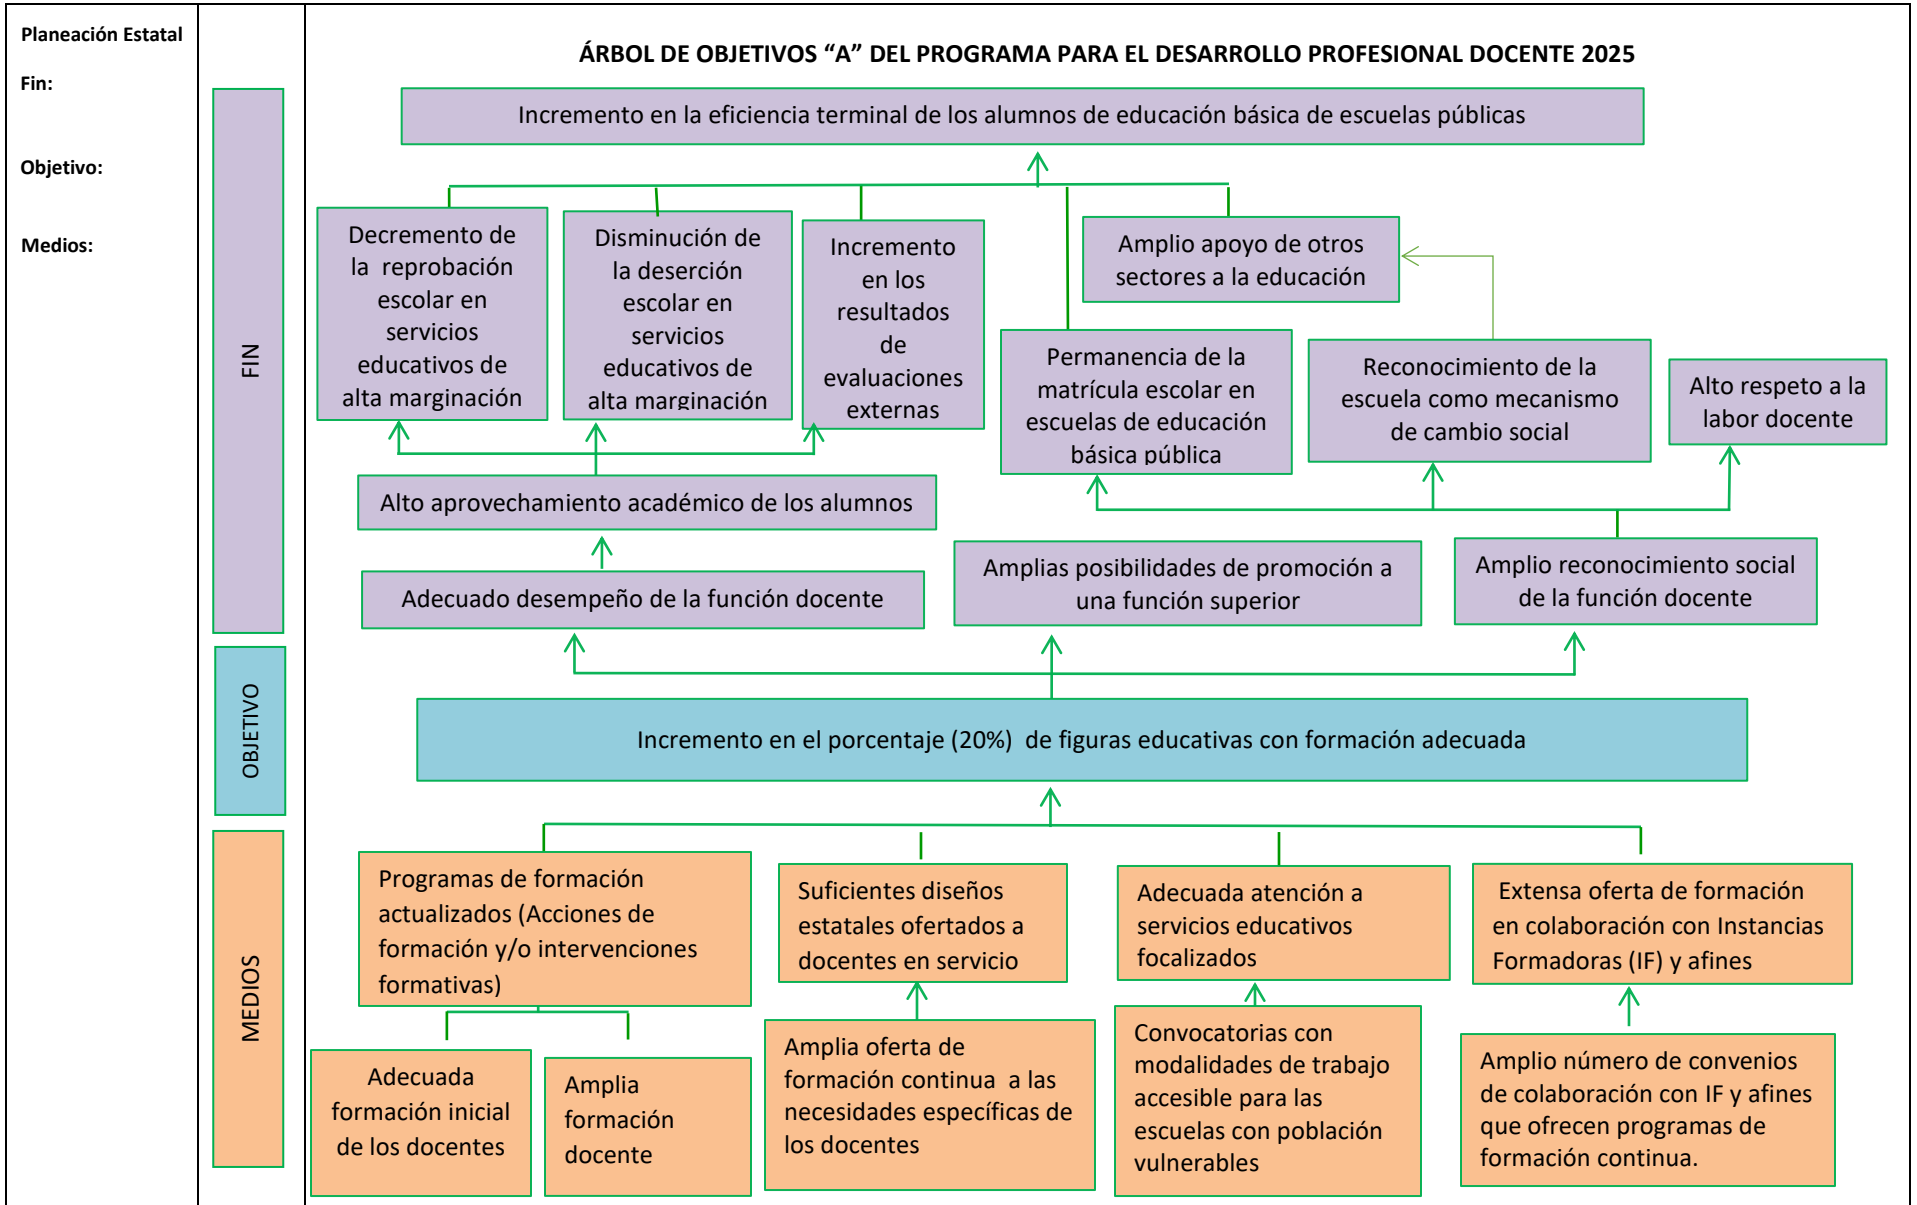 Planeación Estatal
Fin:
Objetivo:
Medios:
FIN
OBJETIVO
MEDIOS
ÁRBOL DE OBJETIVOS “A” DEL PROGRAMA PARA EL DESARROLLO PROFESIONAL DOCENTE 2025
Incremento en la eficiencia terminal de los alumnos de educación básica de escuelas públicas
Decremento de
la reprobación
escolar en
servicios
educativos de
alta marginación
Disminución de
la deserción
escolar en
servicios
educativos de
alta marginación
Incremento
en los
resultados
de
evaluaciones
externas
Amplio apoyo de otros
sectores a la educación
Permanencia de la
matrícula escolar en
escuelas de educación
básica pública
Reconocimiento de la
escuela como mecanismo
de cambio social
Alto respeto a la
labor docente
Alto aprovechamiento académico de los alumnos
Adecuado desempeño de la función docente
Amplias posibilidades de promoción a
una función superior
Amplio reconocimiento social
de la función docente
Incremento en el porcentaje (20%) de figuras educativas con formación adecuada
Programas de formación
actualizados (Acciones de
formación y/o intervenciones
formativas)
Suficientes diseños
estatales ofertados a
docentes en servicio
Adecuada atención a
servicios educativos
focalizados
Extensa oferta de formación
en colaboración con Instancias
Formadoras (IF) y afines
Adecuada
formación inicial
de los docentes
Amplia
formación
docente
Amplia oferta de
formación continua a las
necesidades específicas de
los docentes
Convocatorias con
modalidades de trabajo
accesible para las
escuelas con población
vulnerables
Amplio número de convenios
de colaboración con IF y afines
que ofrecen programas de
formación continua.